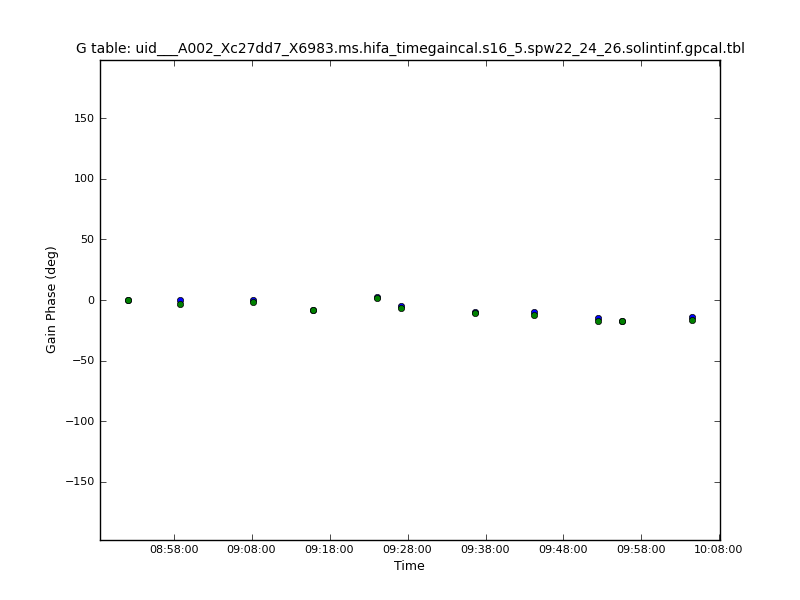 G table: uid___A002_Xc27dd7_X6983.ms.hifa_timegaincal.s16_5.spw22_24_26.solintinf.gpcal.tbl
150
100
50
0
−50
−100
−150
Gain Phase (deg)
08:58:00 09:08:00 09:18:00 09:28:00 09:38:00 09:48:00 09:58:00 10:08:00
Time